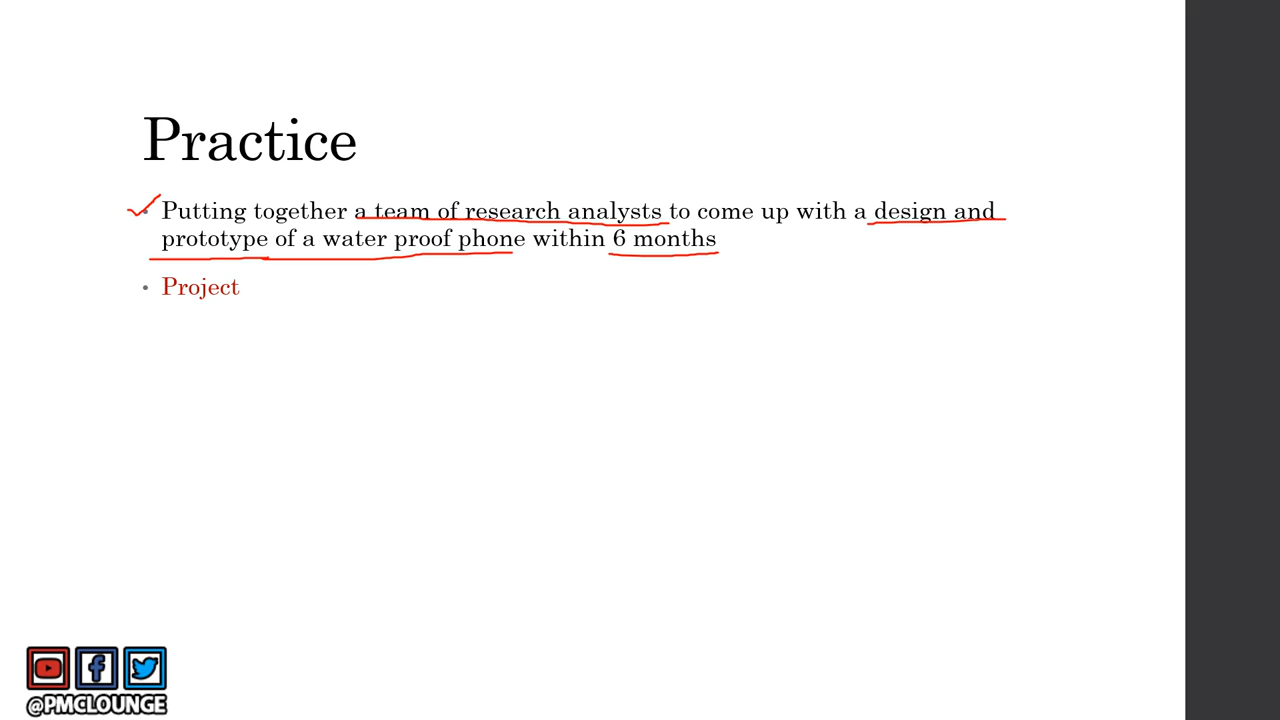 Practice
Putting together a team of research analysts to come up with a design and
prototype of a water proof phone within 6 months
Project
@PMCLOUNGE